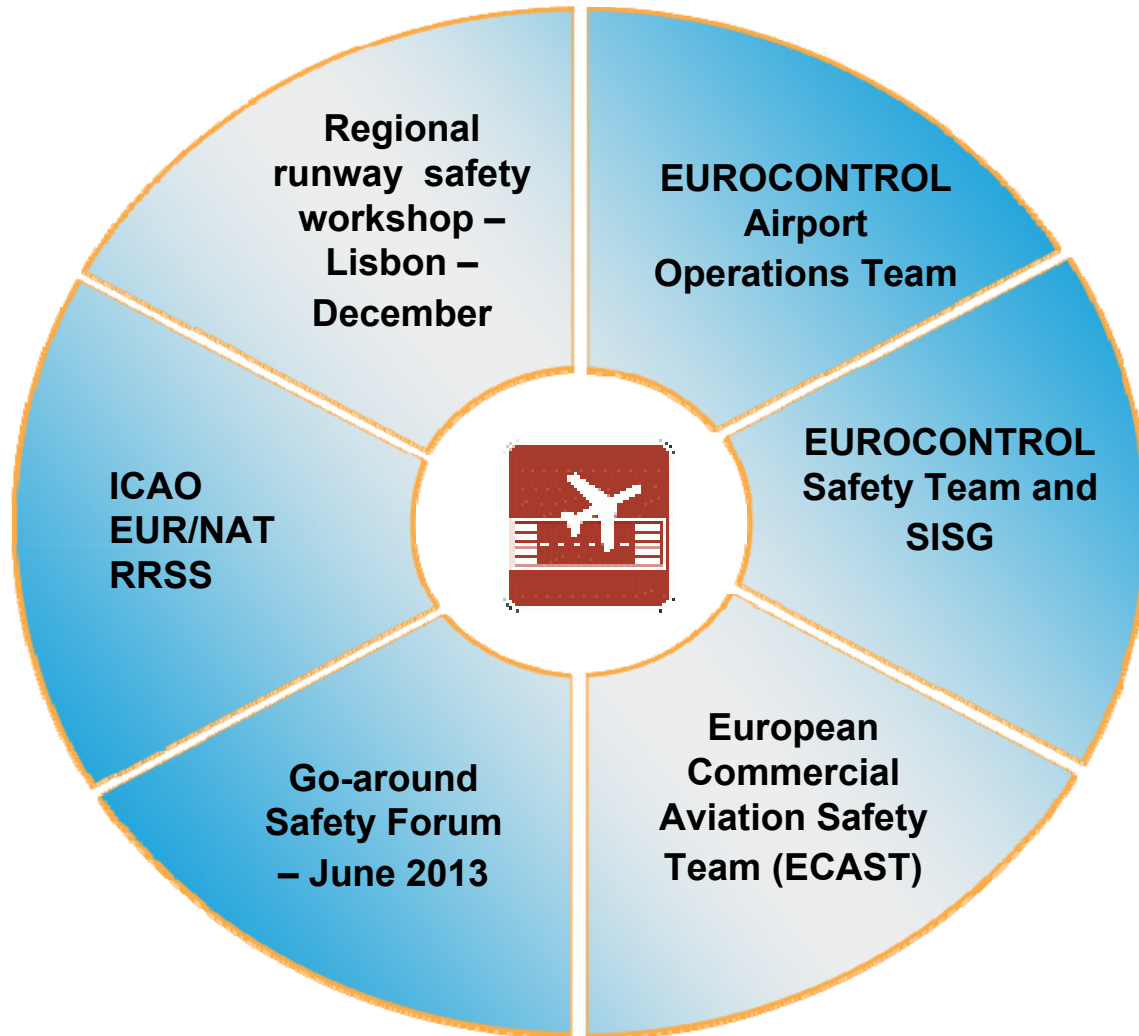 Regional
runway safety
workshop –
Lisbon –
December
EUROCONTROL
Airport
Operations Team
EUROCONTROL
Safety Team and
SISG
European
Commercial
Aviation Safety
Team (ECAST)
Go-around
Safety Forum
– June 2013
ICAO
EUR/NAT
RRSS